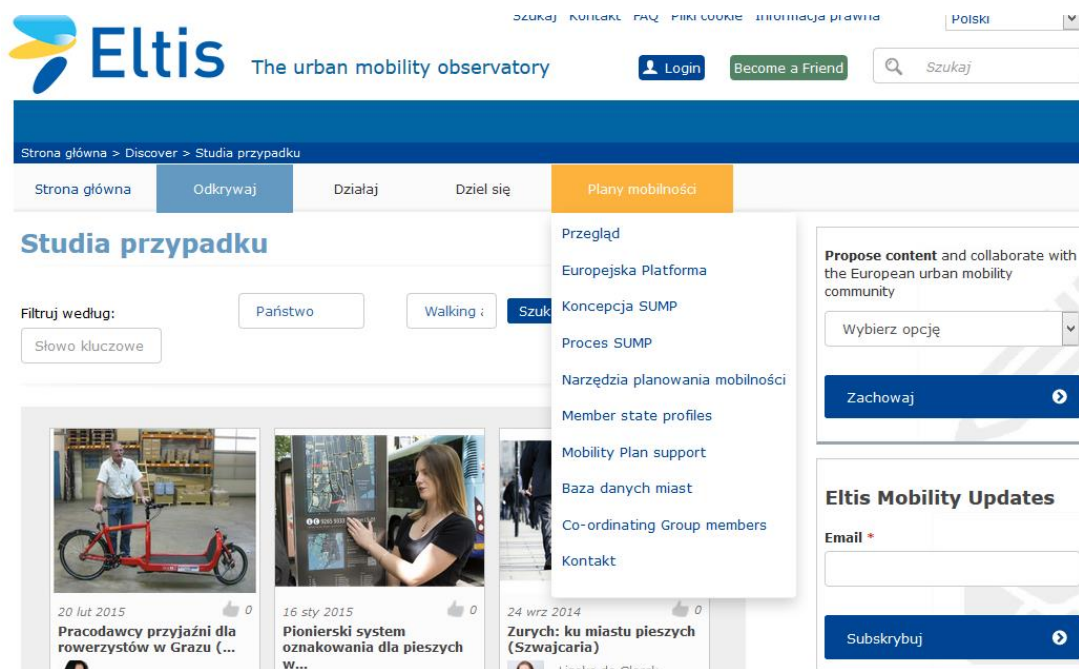 Szukaj Kontakt FAQ Pliki cookie Informacja prawna
Polski
Eltis
The urban mobility observatory
Login
Become a Friend
Szukaj
Strona główna > Discover > Studia przypadku
Strona główna
Odkrywaj
Działaj
Dziel się
Plany mobilności
Studia przypadku
Filtruj według:
Państwo
Walking
Szuk
Słowo kluczowe
Przegląd
Europejska Platforma
Koncepcja SUMP
Proces SUMP
Narzędzia planowania mobilności
Member state profiles
Mobility Plan support
Baza danych miast
Co-ordinating Group members
Kontakt
Propose content and collaborate with
the European urban mobility
community
Wybierz opcję
Zachowaj
Eltis Mobility Updates
Email *
Subskrybuj
20 lut 2015
0
Pracodawcy przyjaźni dla
rowerzystów w Grazu (...
16 sty 2015
0
Pionierski system
oznakowania dla pieszych
w...
24 wrz 2014
0
Zurych: ku miastu pieszych
(Szwajcaria)